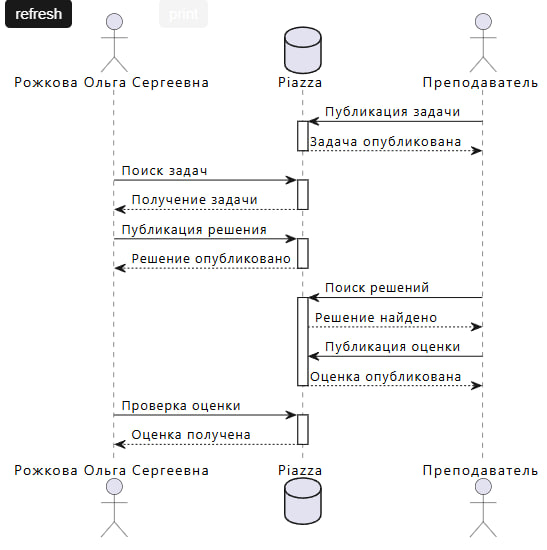 refresh
print
Рожкова Ольга Сергеевна
Piazza
Преподаватель
Публикация задачи
Задача опубликована
Поиск задач
Получение задачи
Публикация решения
Решение опубликовано
Поиск решений
Решение найдено
Публикация оценки
Оценка опубликована
Проверка оценки
Оценка получена
Рожкова Ольга Сергеевна
Piazza
Преподаватель